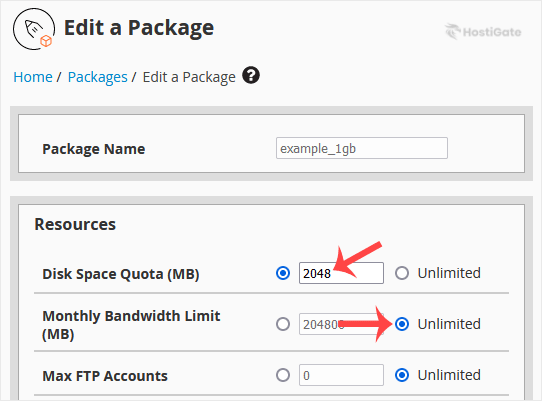 Edit a Package
HostiGate
Home / Packages / Edit a Package ?
Package Name example_1gb
Resources
Disk Space Quota (MB) 2048 Unlimited
Monthly Bandwidth Limit
(MB) 204800 Unlimited
Max FTP Accounts 0 Unlimited